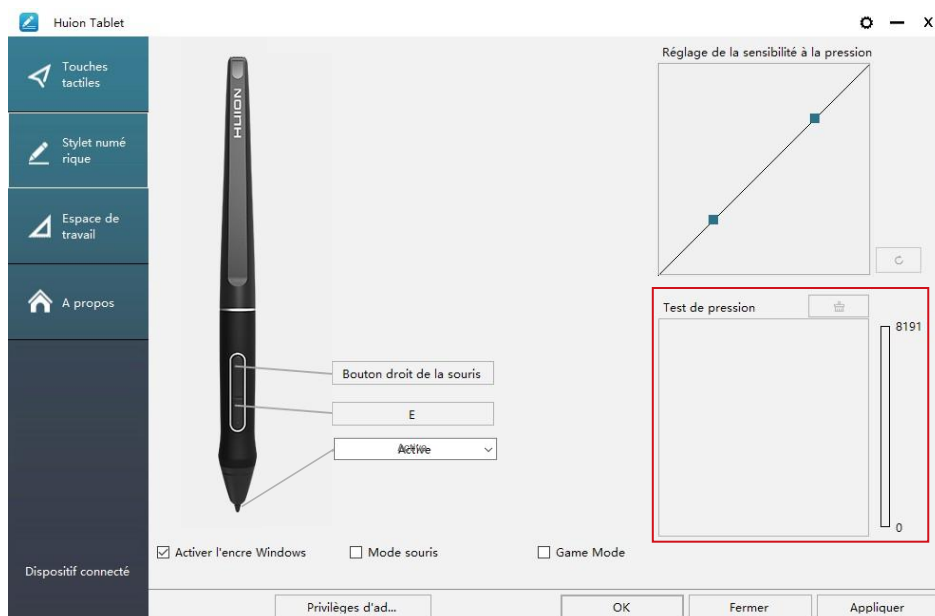 Huion Tablet
Touches
tactiles
Stylet numé
rique
Espace de
travail
A propos
Dispositif connecté
HUION
Réglage de la sensibilité à la pression
Test de pression
8191
0
Bouton droit de la souris
E
Active
Activer l'encre Windows
Mode souris
Game Mode
Privilèges d'ad...
OK
Fermer
Appliquer